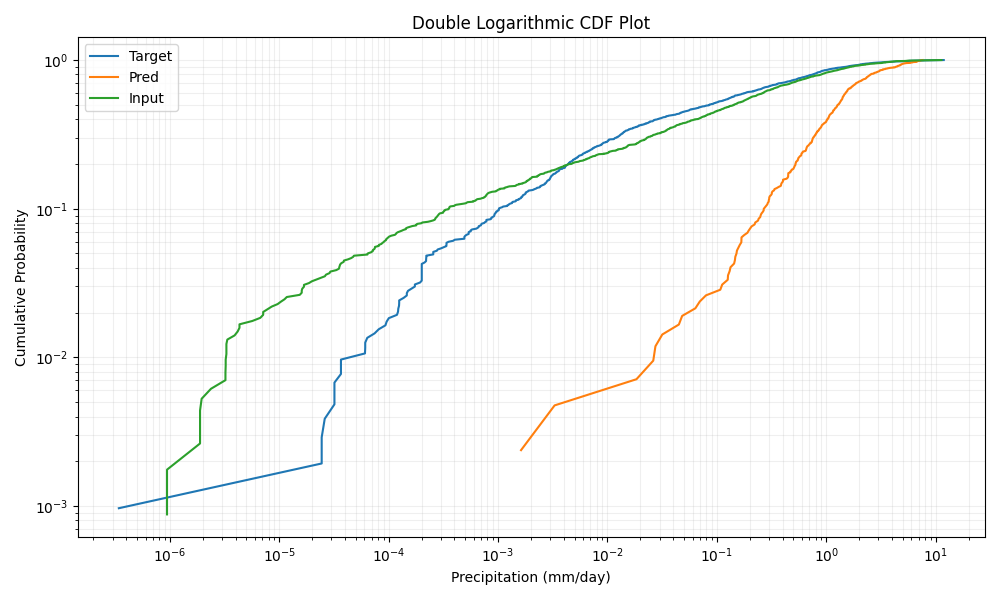 Double Logarithmic CDF Plot
Target
Pred
Input
Cumulative Probability
10⁰
10⁻¹
10⁻²
10⁻³
10⁻⁶
10⁻⁵
10⁻⁴
10⁻³
10⁻²
10⁻¹
10⁰
10¹
Precipitation (mm/day)